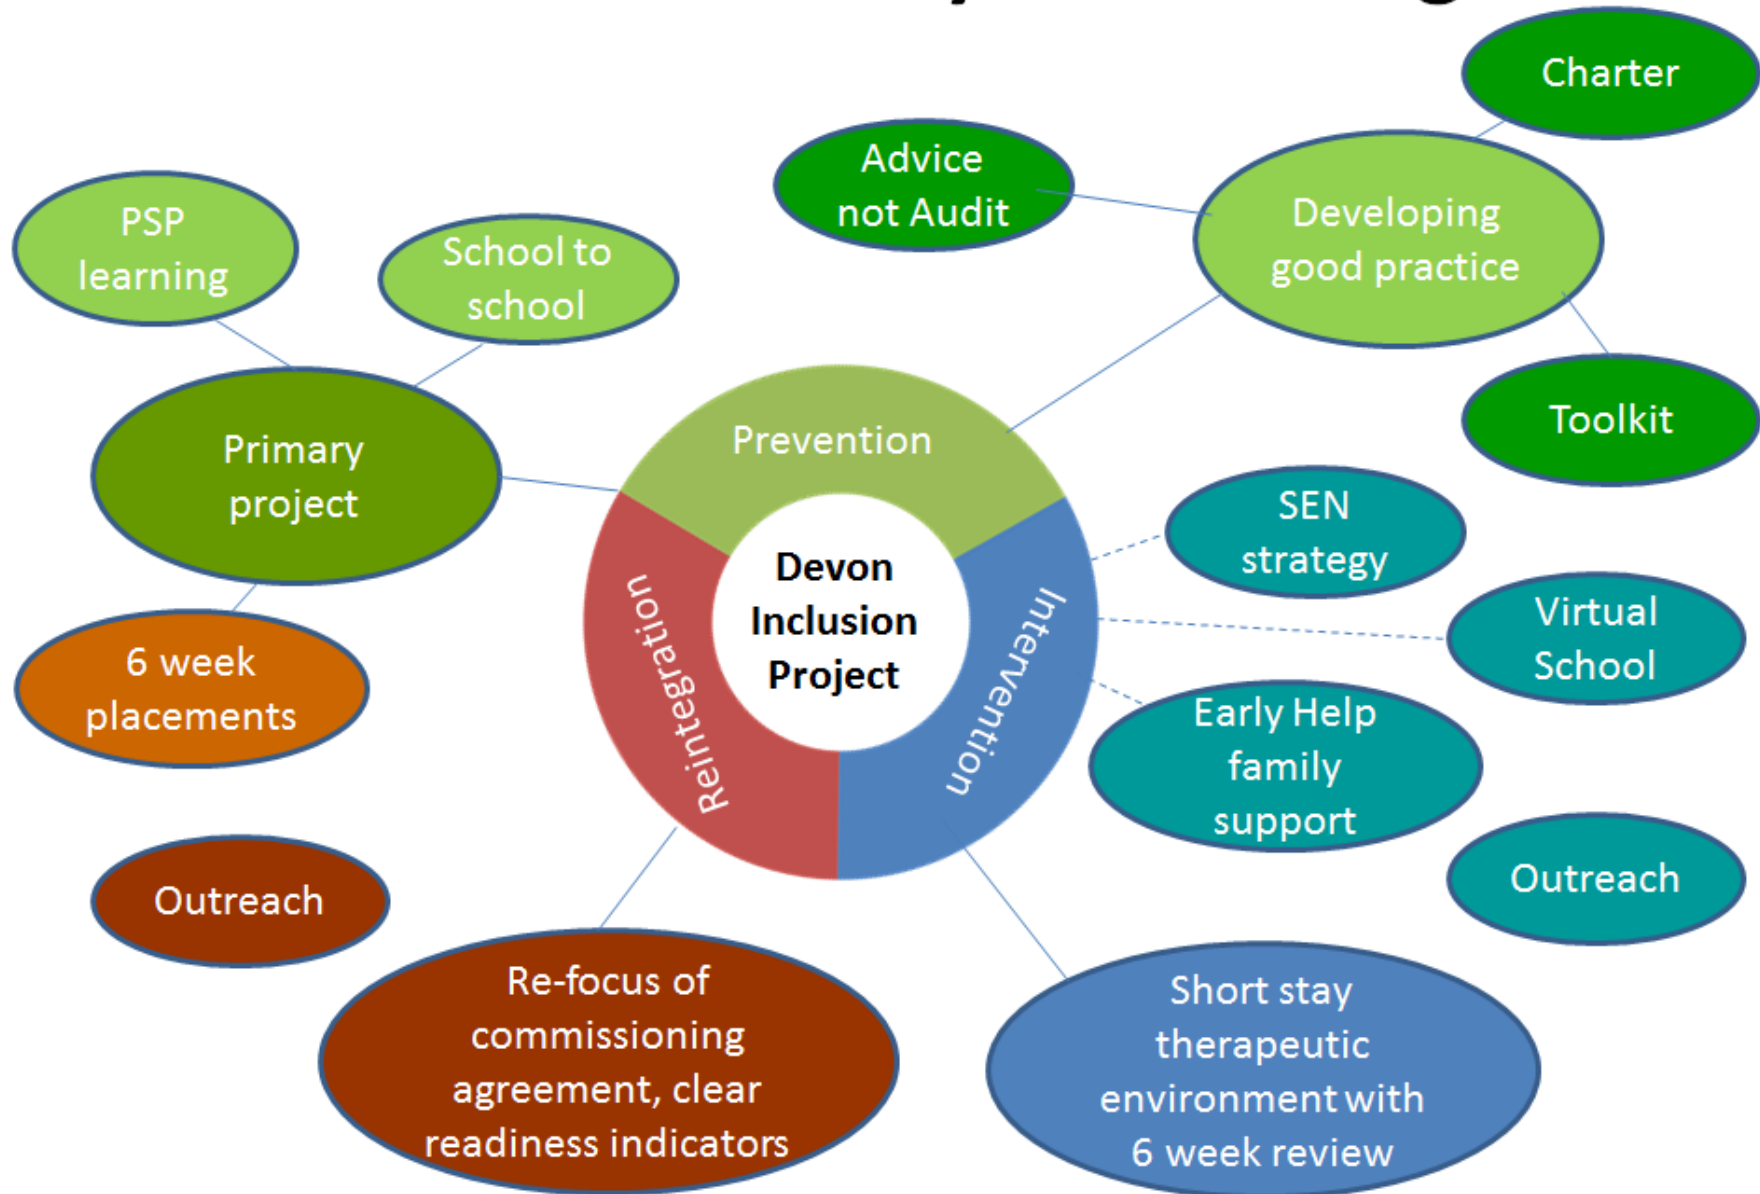 Charter
Advice
not Audit
Developing
good practice
PSP
learning
School to
school
Toolkit
Primary
project
Prevention
SEN
strategy
Devon
Inclusion
Project
Reintegration
Intervention
Virtual
School
6 week
placements
Early Help
family
support
Outreach
Outreach
Re-focus of
commissioning
agreement, clear
readiness indicators
Short stay
therapeutic
environment with
6 week review